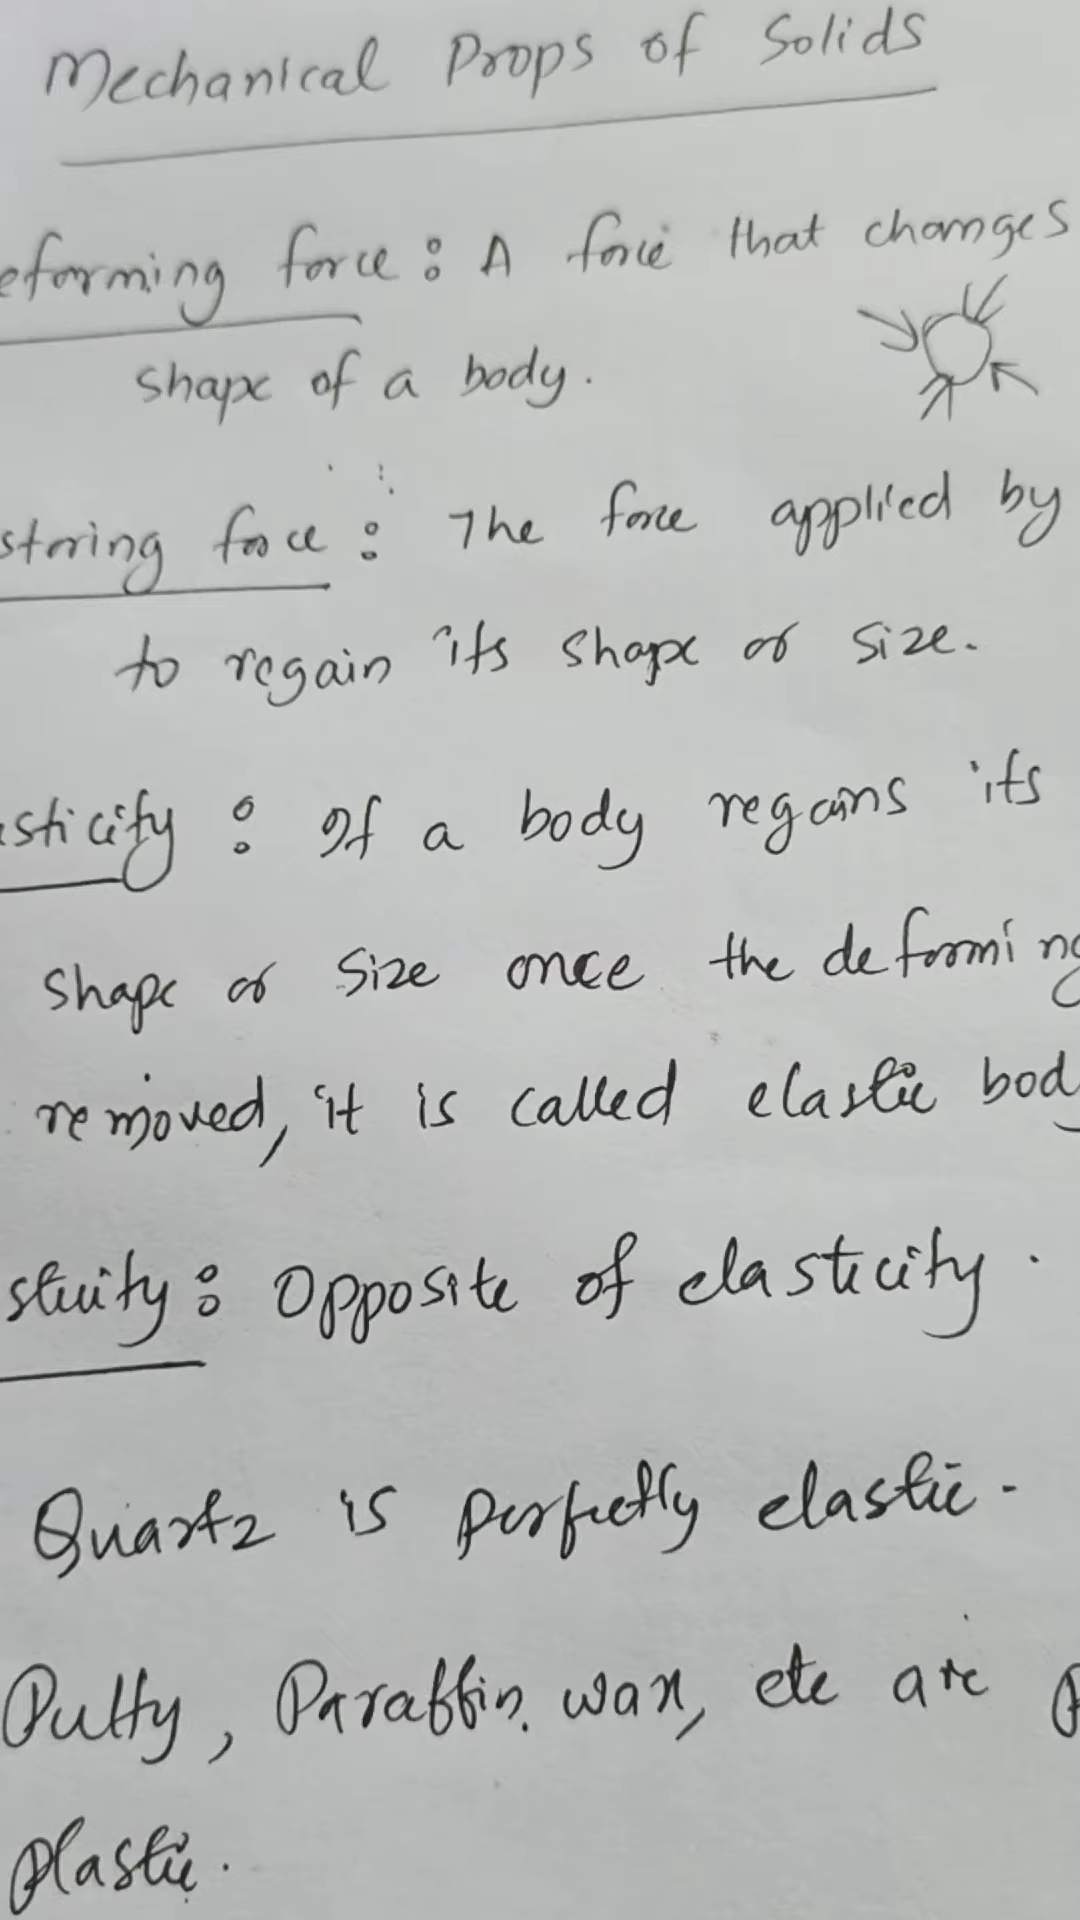 Mechanical Props of Solids
eforming force : A force that changes
shape of a body.
storing force : The force applied by
to regain its shape or size.
sticity : If a body regains its
shape or size once the deforming
removed, it is called elastic bod
sticity : Opposite of elasticity.
Quartz is perfectly elastic.
Putty, Paraffin wax, etc are p
plastic.